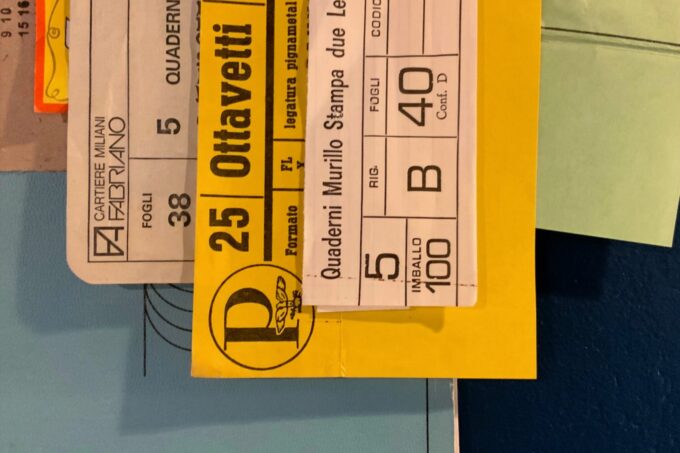 9 10
15 16
CARTIERE MILIANI
FABRIANO
FOGLI
38
5 QUADERN
25 Ottavetti
legatura pignametal
Formato FL
Y
P
Quaderni Murillo Stampa due Le
5
RIG. B
FOGLI 40
Conf. D
CODIC
IMBALLO
100